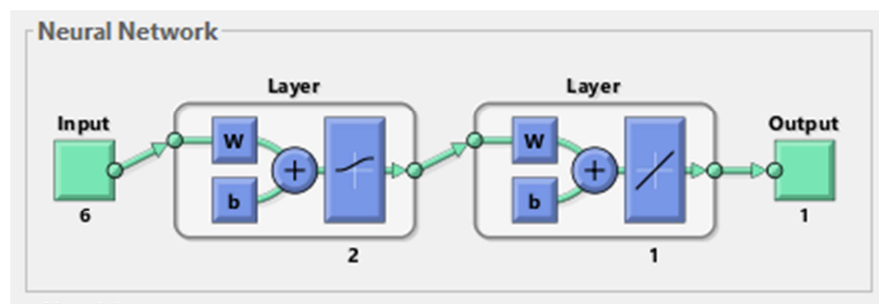 Neural Network
Layer
Layer
Input
Output
W
W
+
+
b
b
6
1
2
1